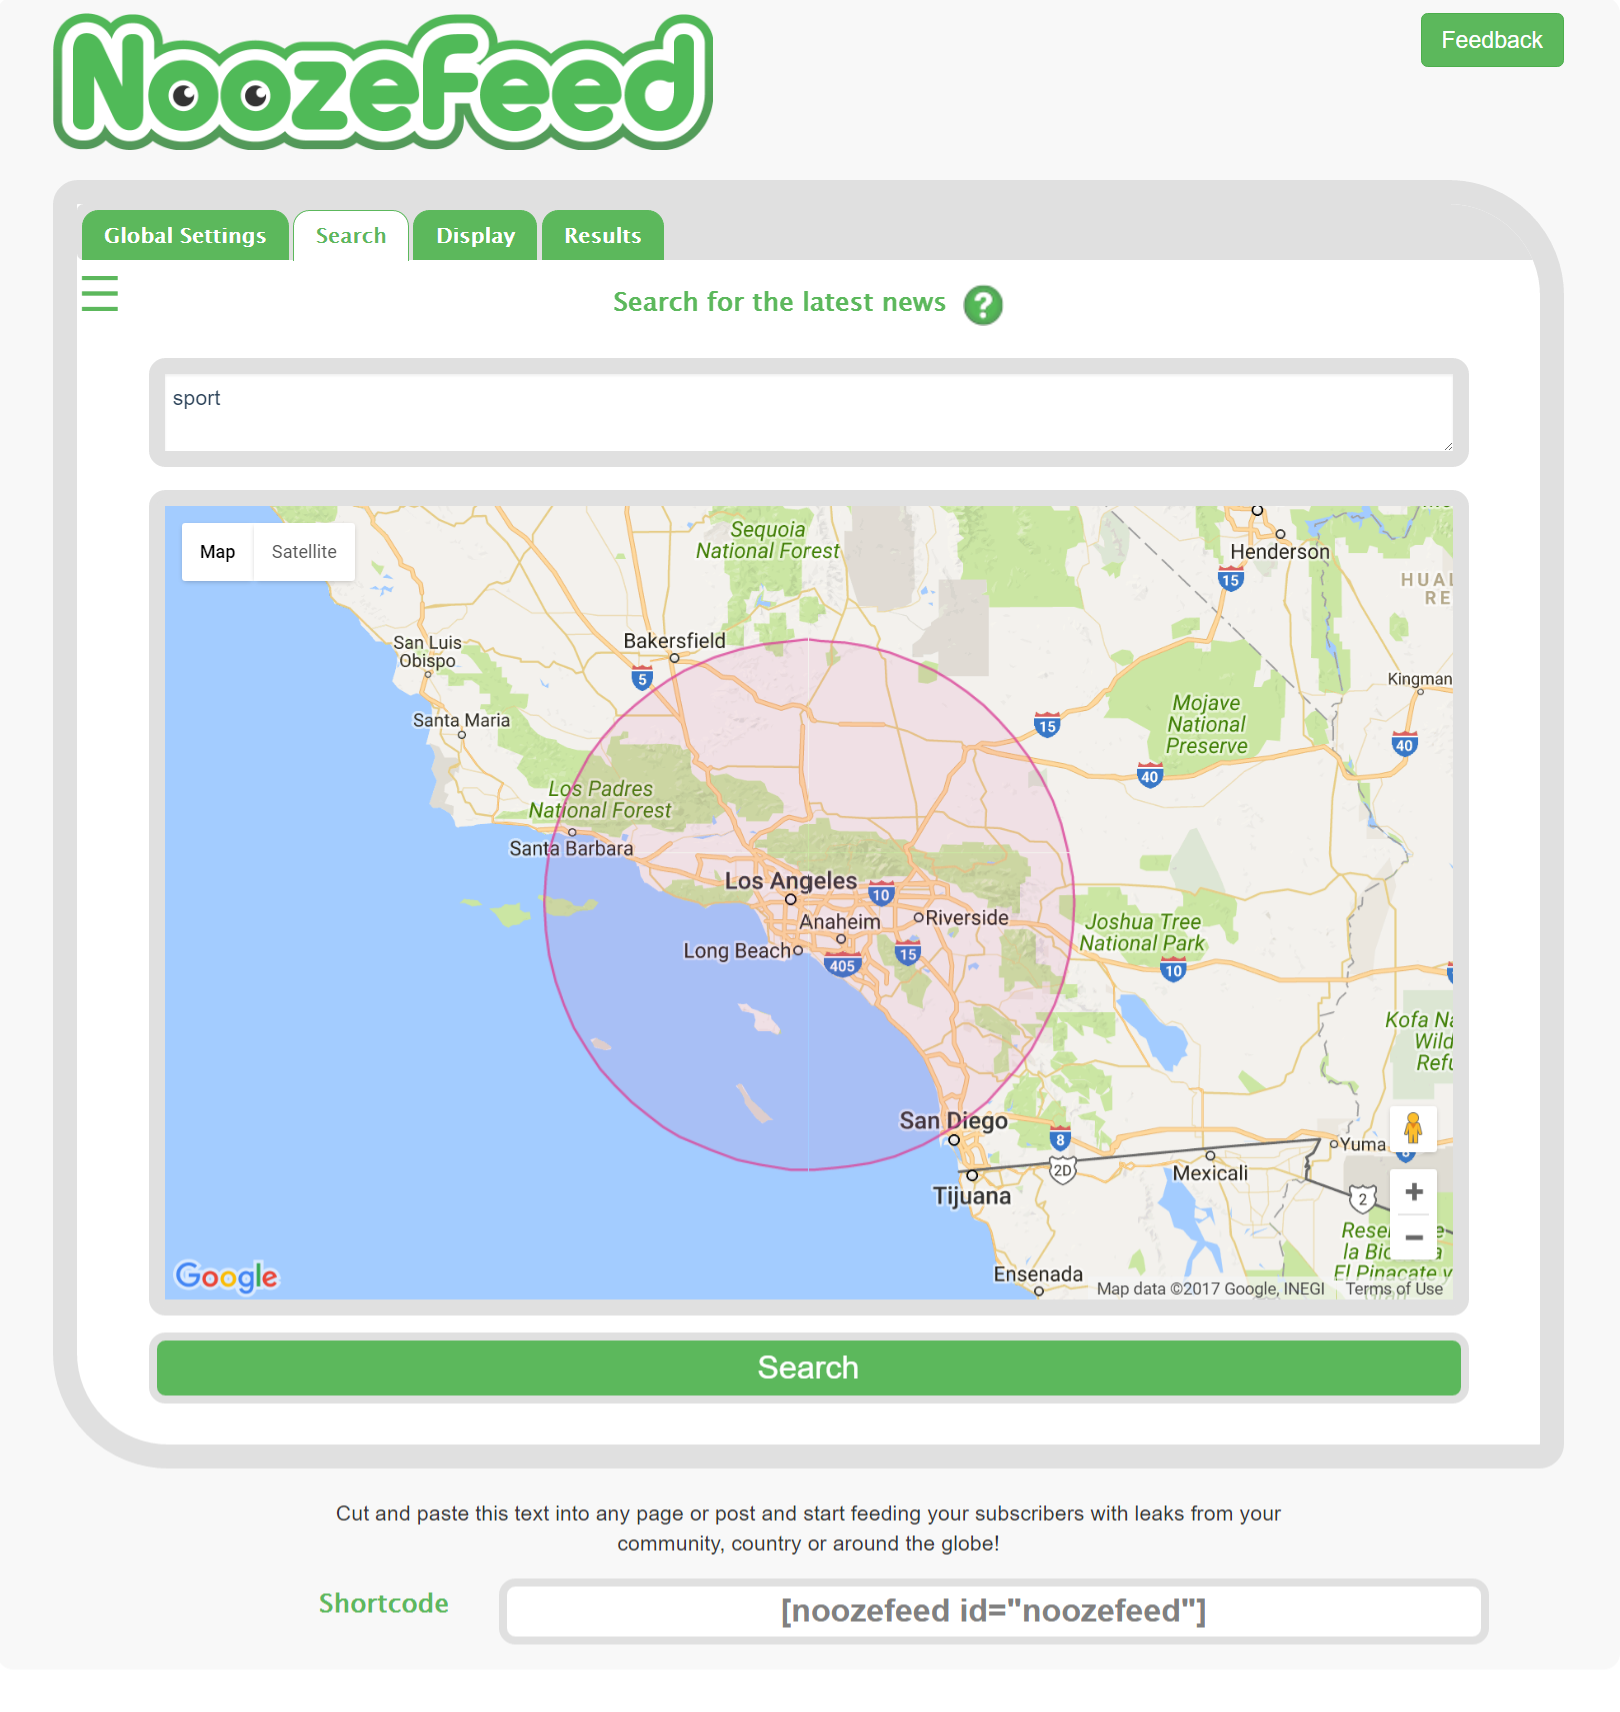 NoozeFeed
Feedback
Global Settings
Search
Display
Results
Search for the latest news
?
sport
Map
Satellite
Sequoia
National Forest
Henderson
15
HUAL
RE
San Luis
Obispo
Bakersfield
5
Kingman
Santa Maria
15
Mojave
National
Preserve
40
40
Los Padres
National Forest
Santa Barbara
Los Angeles
10
Anaheim
Riverside
Joshua Tree
National Park
Long Beach
405
15
10
Kofa Na
Wild
Refu
San Diego
8
Yuma
8
2D
Mexicali
Tijuana
2
Ensenada
Google
Map data ©2017 Google, INEGI
Terms of Use
Search
Cut and paste this text into any page or post and start feeding your subscribers with leaks from your
community, country or around the globe!
Shortcode
[noozefeed id="noozefeed"]